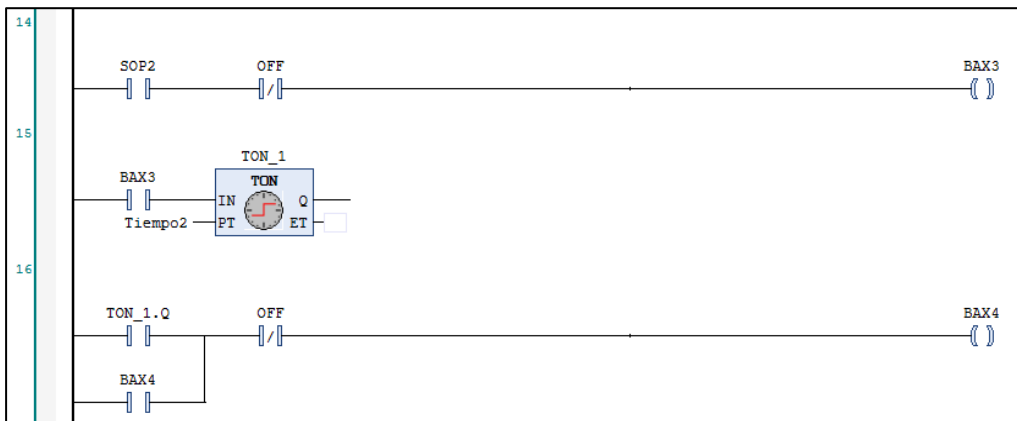 14
SOP2 OFF BAX3
15
TON_1
BAX3 TON
IN Q
Tiempo2 PT ET
16
TON_1.Q OFF BAX4
BAX4